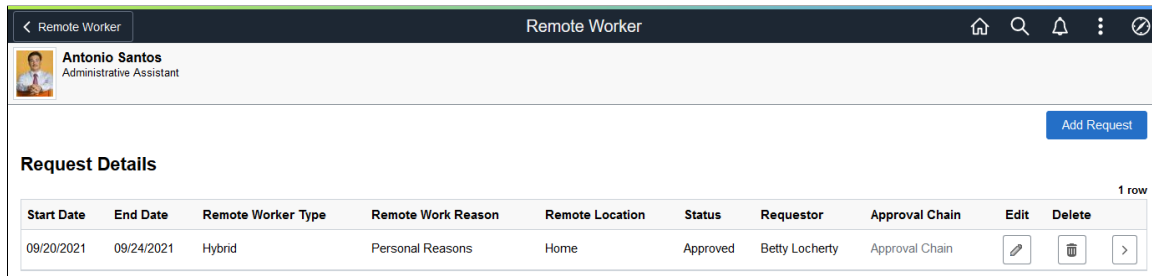 Remote Worker
Remote Worker
Antonio Santos
Administrative Assistant
Add Request
Request Details
1 row
Start Date End Date Remote Worker Type Remote Work Reason Remote Location Status Requestor Approval Chain Edit Delete
09/20/2021 09/24/2021 Hybrid Personal Reasons Home Approved Betty Locherty Approval Chain